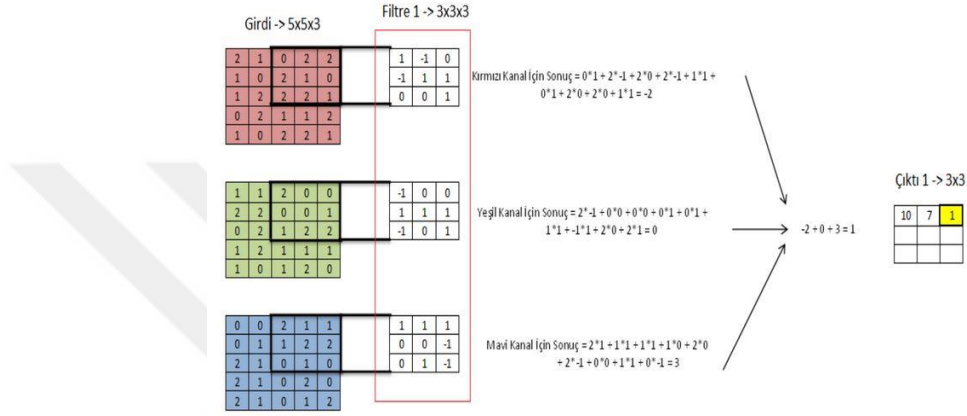 Girdi -> 5x5x3
Filtre 1 -> 3x3x3
2 1 0 2 2
1 0 2 1 0
1 2 2 2 1
0 2 1 1 2
1 0 2 2 1
1 -1 0
-1 1 1
0 0 1
Kırmızı Kanal İçin Sonuç = 0*1 + 2*-1 + 2*0 + 2*-1 + 1*1 +
0*1 + 2*0 + 2*0 + 1*1 = -2
1 1 2 0 0
2 2 0 0 1
0 2 1 2 2
1 2 1 1 1
1 0 1 2 0
-1 0 0
1 1 1
-1 0 1
Yeşil Kanal İçin Sonuç = 2*-1 + 0*0 + 0*0 + 0*1 + 0*1 +
1*1 + -1*1 + 2*0 + 2*1 = 0
-2 + 0 + 3 = 1
Çıktı 1 -> 3x3
10 7 1
0 0 2 1 1
0 1 1 2 2
2 1 0 1 0
2 1 0 2 0
2 1 0 1 2
1 1 1
0 0 -1
0 1 -1
Mavi Kanal İçin Sonuç = 2*1 + 1*1 + 1*1 + 1*0 + 2*0
+ 2*-1 + 0*0 + 1*1 + 0*-1 = 3